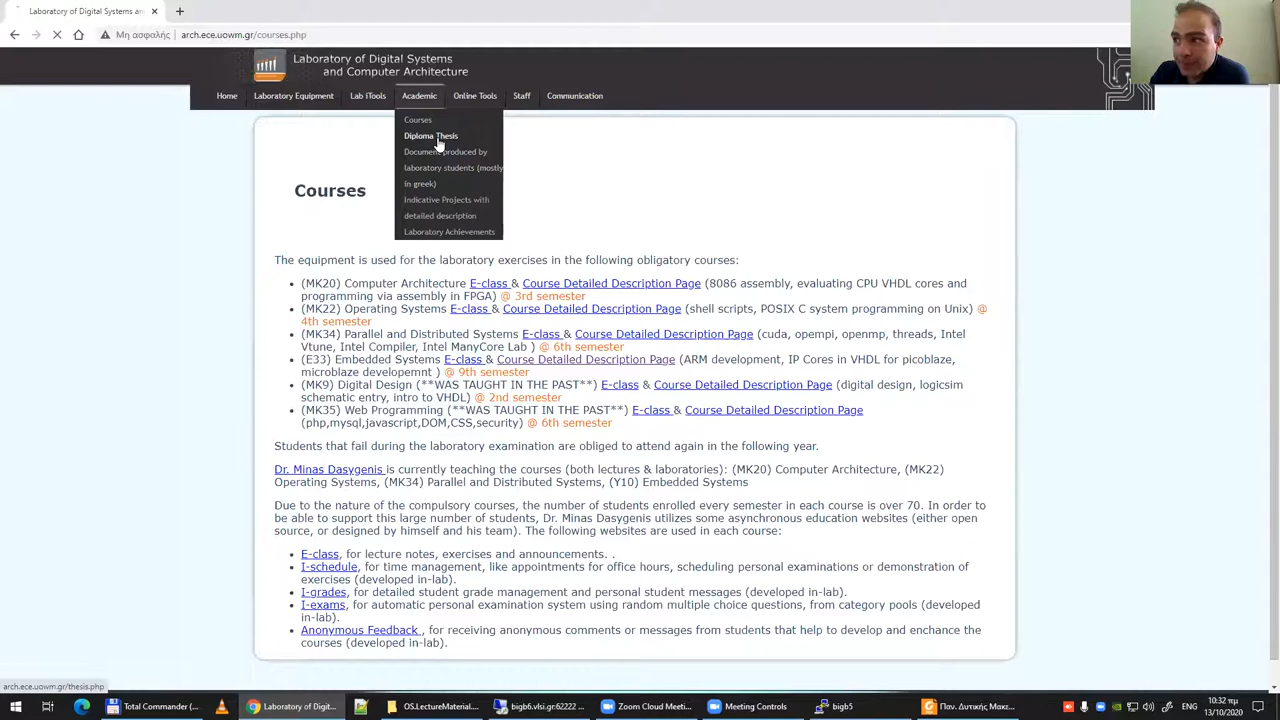 Laboratory of Digital Systems an
Μη ασφαλής
arch.ece.uowm.gr/courses.php
Laboratory of Digital Systems
and Computer Architecture
Home
Laboratory Equipment
Lab iTools
Academic
Online Tools
Staff
Communication
Courses
Diploma Thesis
Document produced by
laboratory students (mostly
in greek)
Indicative Projects with
detailed description
Laboratory Achievements
Courses
The equipment is used for the laboratory exercises in the following obligatory courses:
(MK20) Computer Architecture E-class & Course Detailed Description Page (8086 assembly, evaluating CPU VHDL cores and
programming via assembly in FPGA) @ 3rd semester
(MK22) Operating Systems E-class & Course Detailed Description Page (shell scripts, POSIX C system programming on Unix) @
4th semester
(MK34) Parallel and Distributed Systems E-class & Course Detailed Description Page (cuda, opempi, openmp, threads, Intel
Vtune, Intel Compiler, Intel ManyCore Lab ) @ 6th semester
(E33) Embedded Systems E-class & Course Detailed Description Page (ARM development, IP Cores in VHDL for picoblaze,
microblaze developemnt ) @ 9th semester
(MK9) Digital Design (**WAS TAUGHT IN THE PAST**) E-class & Course Detailed Description Page (digital design, logicsim
schematic entry, intro to VHDL) @ 2nd semester
(MK35) Web Programming (**WAS TAUGHT IN THE PAST**) E-class & Course Detailed Description Page
(php,mysql,javascript,DOM,CSS,security) @ 6th semester
Students that fail during the laboratory examination are obliged to attend again in the following year.
Dr. Minas Dasygenis is currently teaching the courses (both lectures & laboratories): (MK20) Computer Architecture, (MK22)
Operating Systems, (MK34) Parallel and Distributed Systems, (Y10) Embedded Systems
Due to the nature of the compulsory courses, the number of students enrolled every semester in each course is over 70. In order to
be able to support this large number of students, Dr. Minas Dasygenis utilizes some asynchronous education websites (either open
source, or designed by himself and his team). The following websites are used in each course:
E-class, for lecture notes, exercises and announcements. .
I-schedule, for time management, like appointments for office hours, scheduling personal examinations or demonstration of
exercises (developed in-lab).
I-grades, for detailed student grade management and personal student messages (developed in-lab).
I-exams, for automatic personal examination system using random multiple choice questions, from category pools (developed
in-lab).
Anonymous Feedback , for receiving anonymous comments or messages from students that help to develop and enchance the
courses (developed in-lab).
arch.ece.uowm.gr/thesis.php
Total Commander (...
Laboratory of Digit...
OS.LectureMaterial....
bigb6.vlsi.gr:62222 ...
Zoom Cloud Meeti...
Meeting Controls
bigb5
Παν. Δυτικής Μακε...
ENG
10:32 πμ
13/10/2020